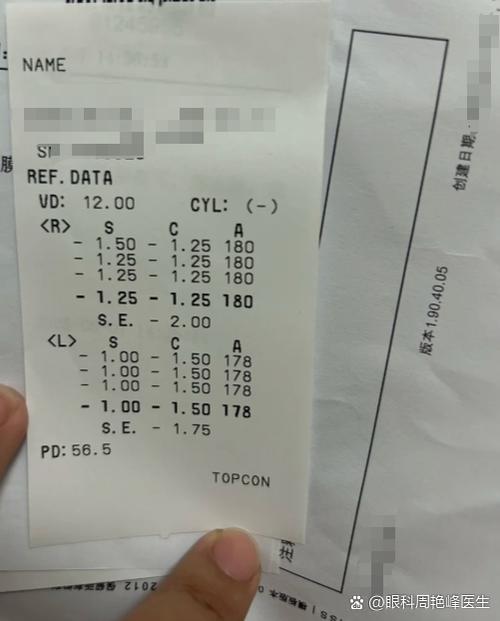 NAME
REF.DATA
VD: 12.00 CYL: (-)
<R> S C A
- 1.50 - 1.25 180
- 1.25 - 1.25 180
- 1.25 - 1.25 180
- 1.25 - 1.25 180
S.E. - 2.00
<L> S C A
- 1.00 - 1.50 178
- 1.00 - 1.50 178
- 1.00 - 1.50 178
- 1.00 - 1.50 178
S.E. - 1.75
PD: 56.5
TOPCON
膜
创建日期:
版本1.90.40.05
2012
@眼科周艳峰医生